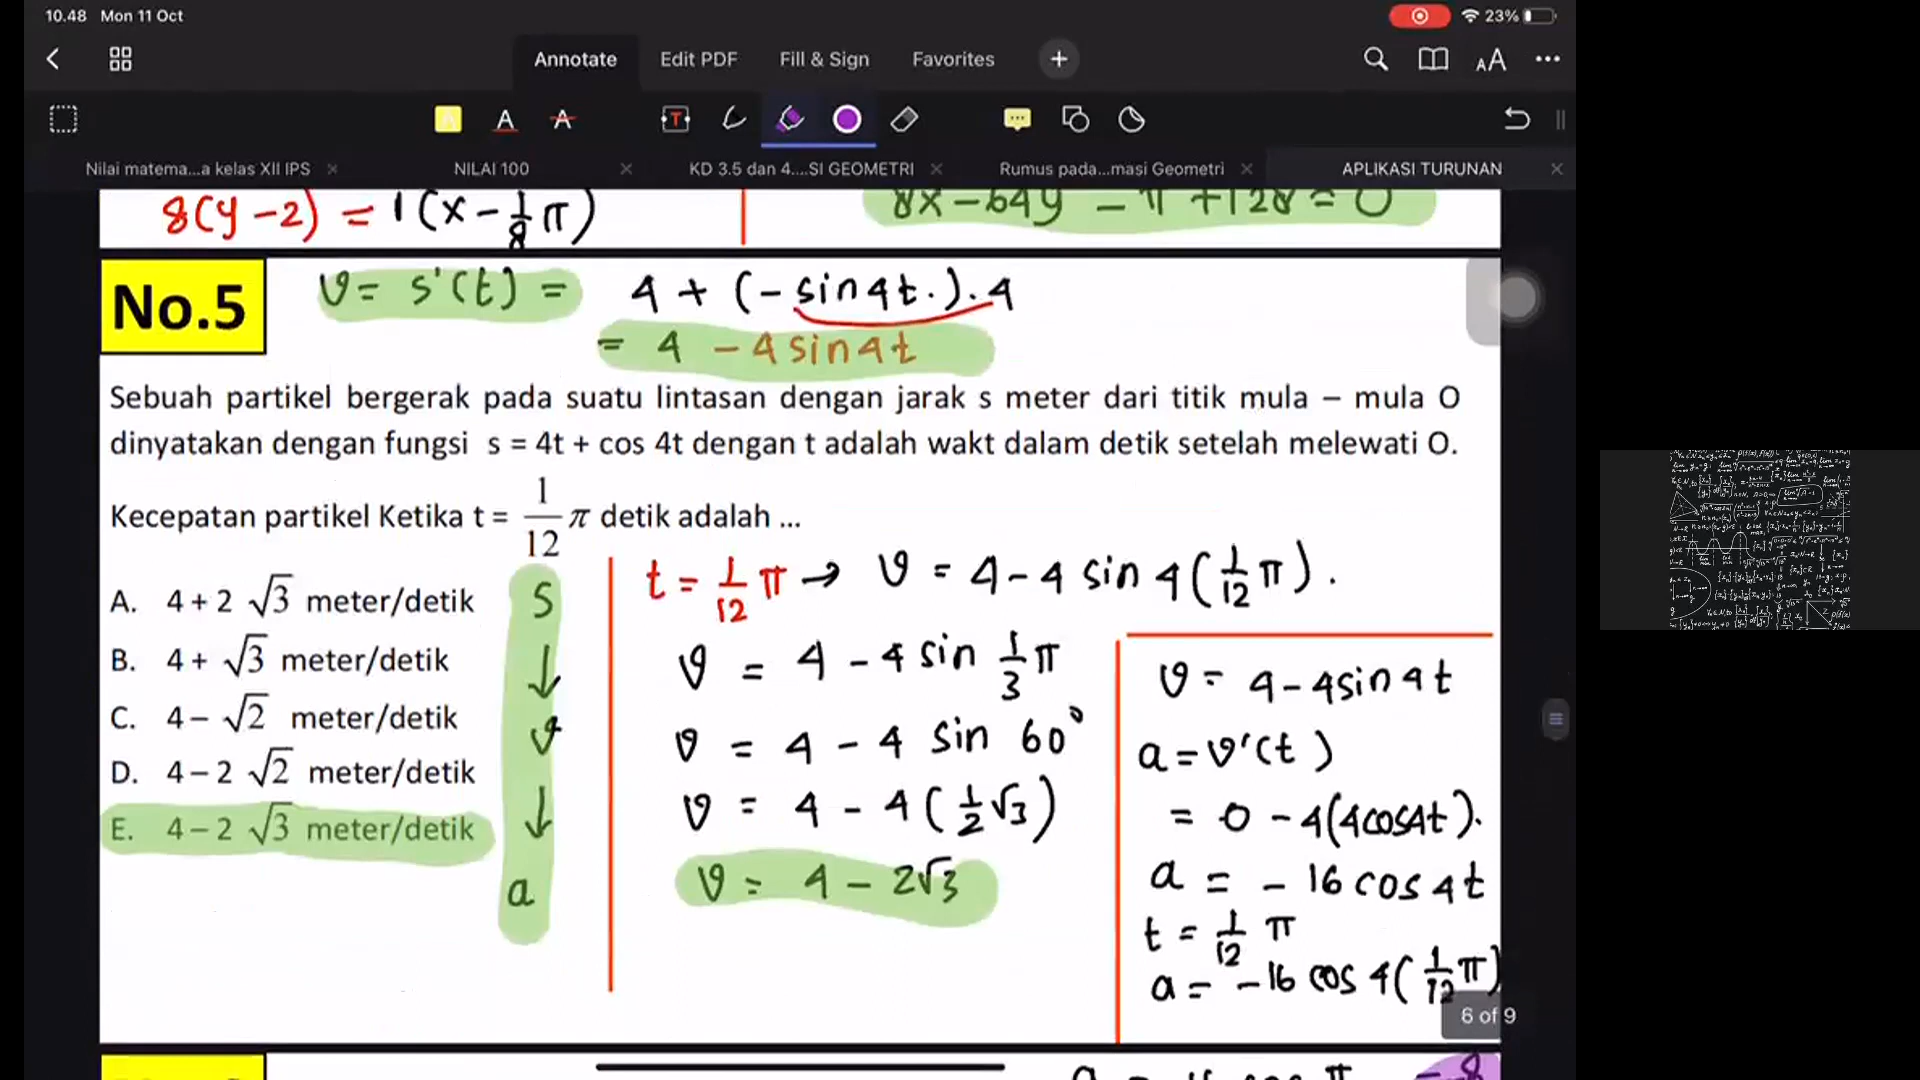 10.48 Mon 11 Oct
23%
Annotate Edit PDF Fill & Sign Favorites
AA
Nilai matema...a kelas XII IPS
NILAI 100
KD 3.5 dan 4....SI GEOMETRI
Rumus pada...masi Geometri
APLIKASI TURUNAN
8(y - 2) = 1(x - 1/8 π)
8x - 64y - π + 128 = 0
No.5
v = s'(t) = 4 + (- sin 4t.). 4
= 4 - 4 sin 4t
Sebuah partikel bergerak pada suatu lintasan dengan jarak s meter dari titik mula – mula O
dinyatakan dengan fungsi s = 4t + cos 4t dengan t adalah wakt dalam detik setelah melewati O.
Kecepatan partikel Ketika t = 1/12 π detik adalah ...
A. 4 + 2 √3 meter/detik
B. 4 + √3 meter/detik
C. 4 – √2 meter/detik
D. 4 – 2 √2 meter/detik
E. 4 – 2 √3 meter/detik
s
↓
v
↓
a
t = 1/12 π → v = 4 - 4 sin 4(1/12 π).
v = 4 - 4 sin 1/3 π
v = 4 - 4 sin 60°
v = 4 - 4 (1/2 √3)
v = 4 - 2√3
v = 4 - 4 sin 4t
a = v'(t)
= 0 - 4(4cos4t).
a = - 16 cos 4t
t = 1/12 π
a = -16 cos 4(1/12 π)
6 of 9